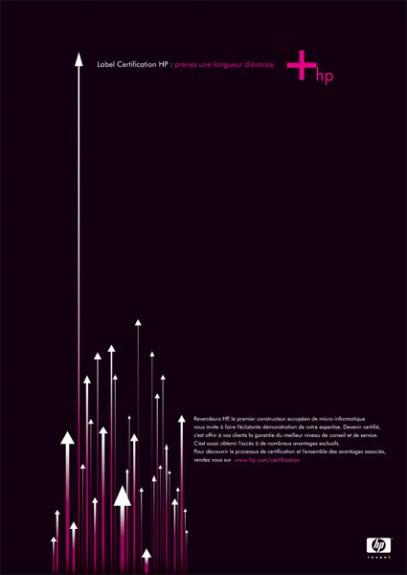 Label Certification HP : prenez une longueur d'avance.
+hp
Revendeurs HP, le premier constructeur européen de micro-informatique
vous invite à faire l'éclatante démonstration de votre expertise. Devenir certifié,
c'est offrir à vos clients la garantie du meilleur niveau de conseil et de service.
C'est aussi obtenir l'accès à de nombreux avantages exclusifs.
Pour découvrir le processus de certification et l'ensemble des avantages associés,
rendez vous sur www.hp.com/certification
hp
invent